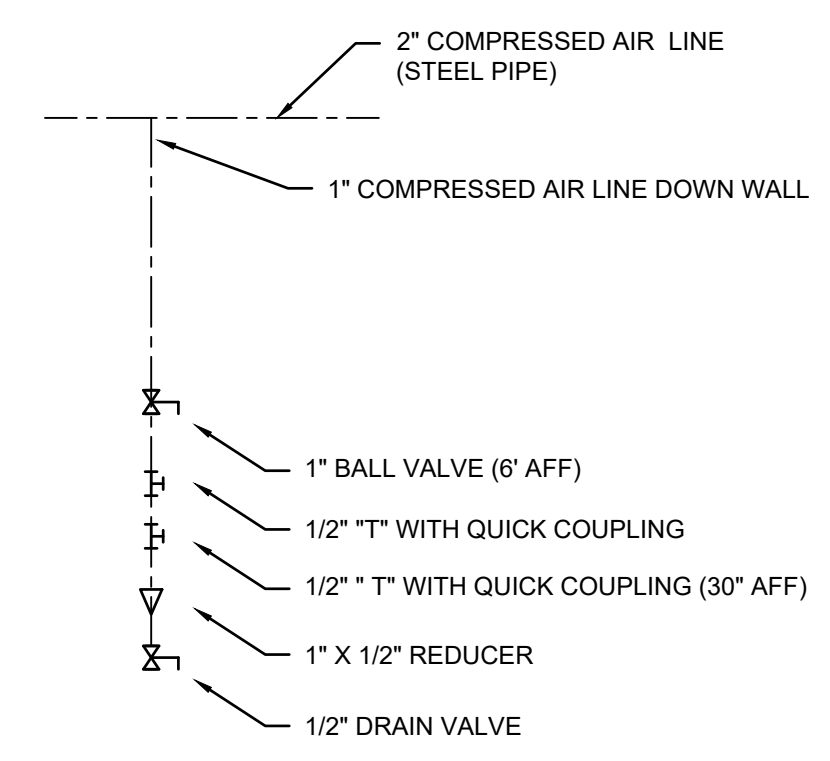 2" COMPRESSED AIR LINE
(STEEL PIPE)
1" COMPRESSED AIR LINE DOWN WALL
1" BALL VALVE (6' AFF)
1/2" "T" WITH QUICK COUPLING
1/2" " T" WITH QUICK COUPLING (30" AFF)
1" X 1/2" REDUCER
1/2" DRAIN VALVE